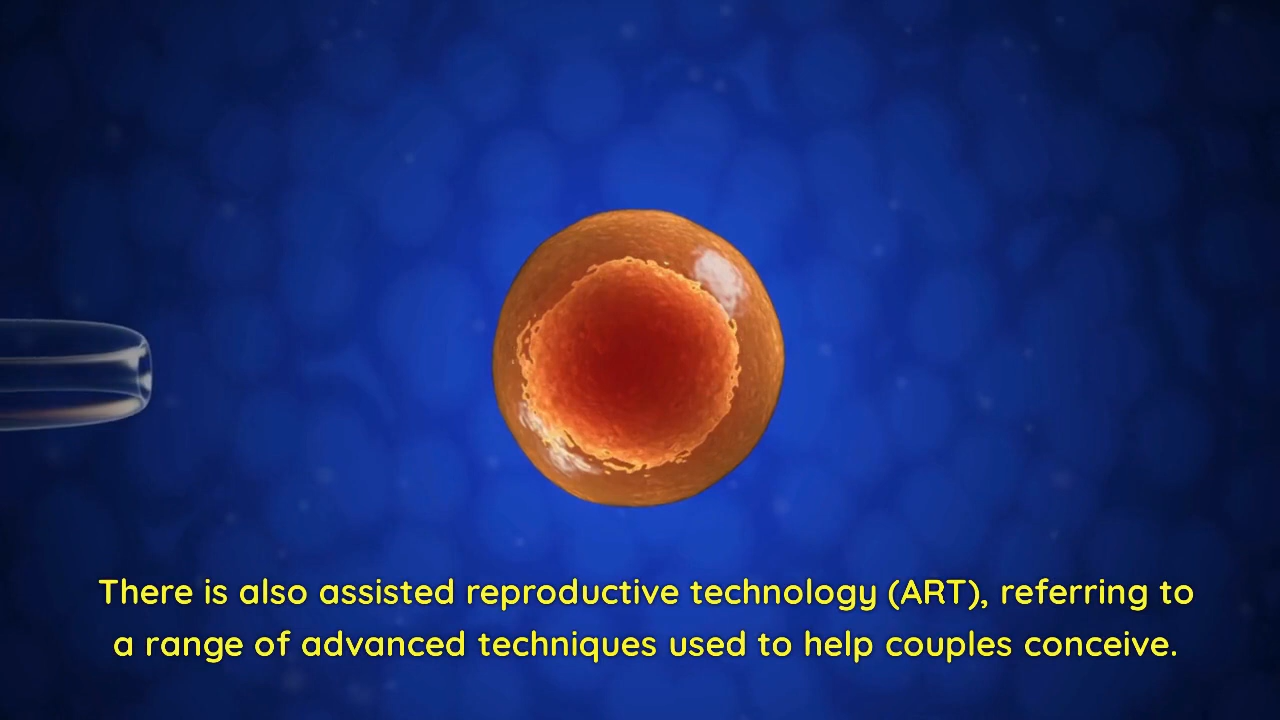 There is also assisted reproductive technology (ART), referring to
a range of advanced techniques used to help couples conceive.